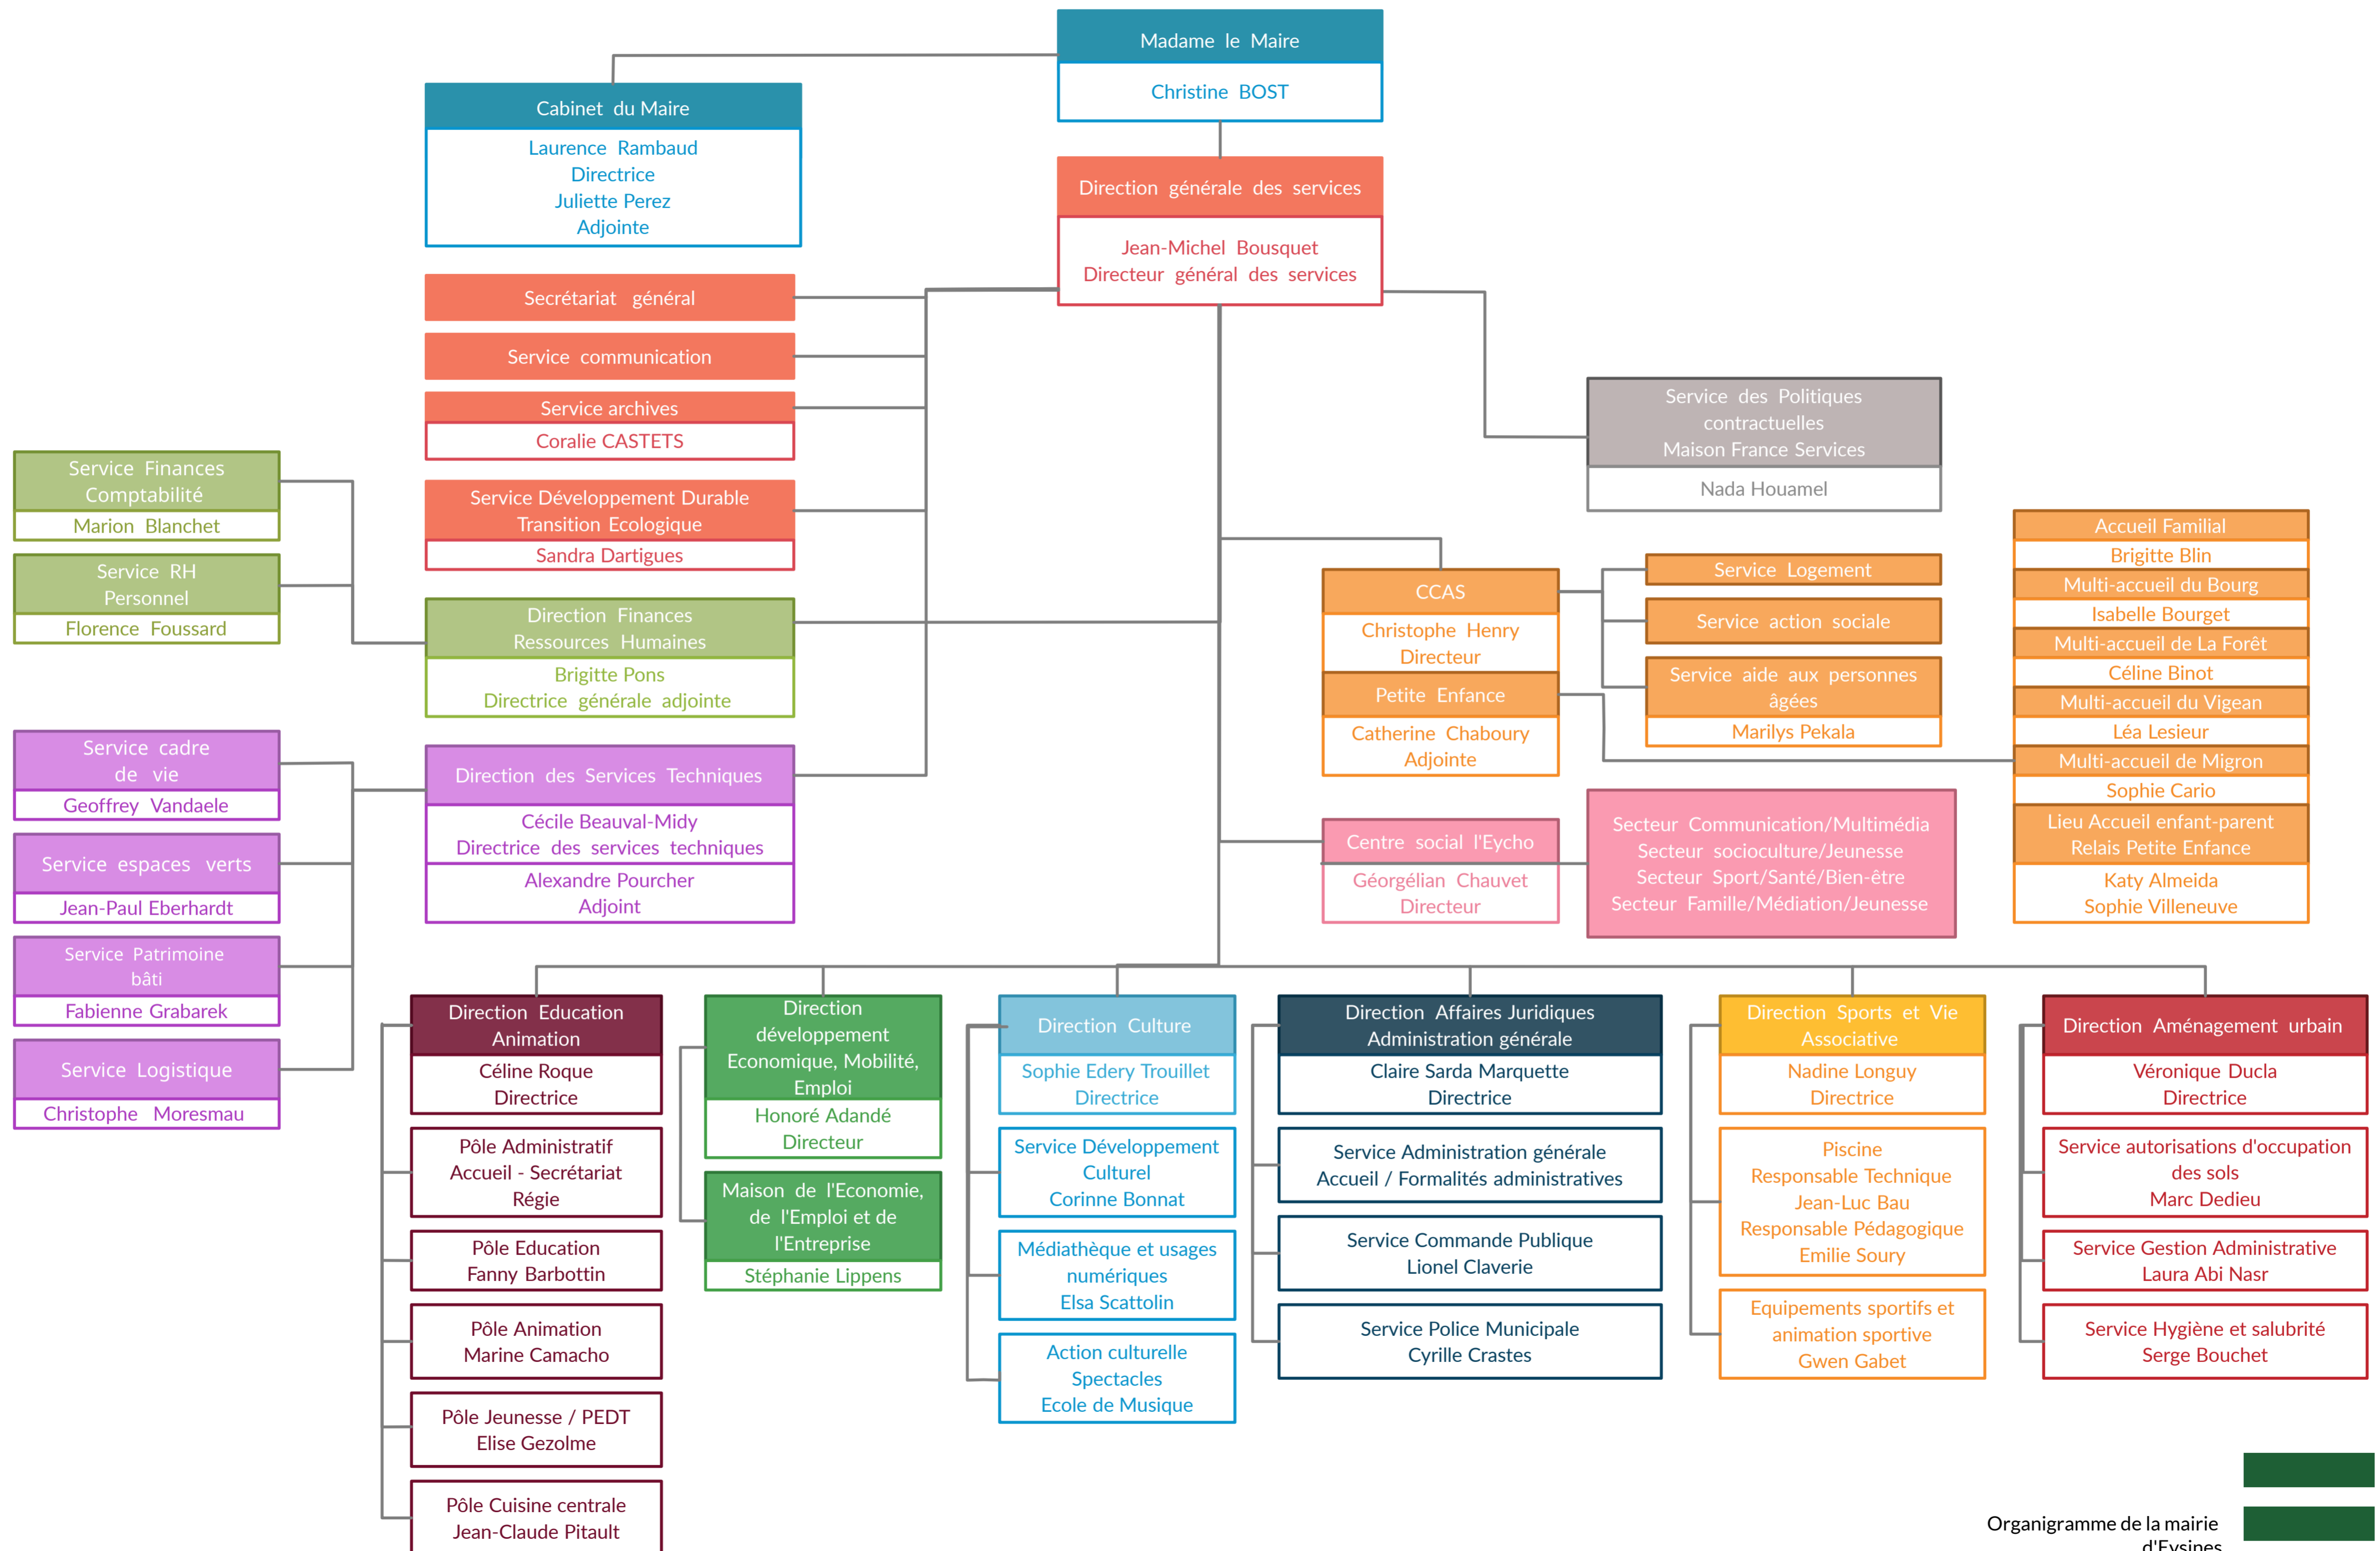 Madame le Maire
Christine BOST
Cabinet du Maire
Laurence Rambaud
Directrice
Juliette Perez
Adjointe
Direction générale des services
Jean-Michel Bousquet
Directeur général des services
Secrétariat général
Service communication
Service archives
Coralie CASTETS
Service Développement Durable
Transition Ecologique
Sandra Dartigues
Service des Politiques
contractuelles
Maison France Services
Nada Houamel
Service Finances
Comptabilité
Marion Blanchet
Service RH
Personnel
Florence Foussard
Direction Finances
Ressources Humaines
Brigitte Pons
Directrice générale adjointe
CCAS
Christophe Henry
Directeur
Petite Enfance
Catherine Chaboury
Adjointe
Service Logement
Service action sociale
Service aide aux personnes
âgées
Marilys Pekala
Accueil Familial
Brigitte Blin
Multi-accueil du Bourg
Isabelle Bourget
Multi-accueil de La Forêt
Céline Binot
Multi-accueil du Vigean
Léa Lesieur
Multi-accueil de Migron
Sophie Cario
Lieu Accueil enfant-parent
Relais Petite Enfance
Katy Almeida
Sophie Villeneuve
Service cadre
de vie
Geoffrey Vandaele
Service espaces verts
Jean-Paul Eberhardt
Service Patrimoine
bâti
Fabienne Grabarek
Service Logistique
Christophe Moresmau
Direction des Services Techniques
Cécile Beauval-Midy
Directrice des services techniques
Alexandre Pourcher
Adjoint
Centre social l'Eycho
Géorgélian Chauvet
Directeur
Secteur Communication/Multimédia
Secteur socioculture/Jeunesse
Secteur Sport/Santé/Bien-être
Secteur Famille/Médiation/Jeunesse
Direction Education
Animation
Céline Roque
Directrice
Pôle Administratif
Accueil - Secrétariat
Régie
Pôle Education
Fanny Barbottin
Pôle Animation
Marine Camacho
Pôle Jeunesse / PEDT
Elise Gezolme
Pôle Cuisine centrale
Jean-Claude Pitault
Direction
développement
Economique, Mobilité,
Emploi
Honoré Adandé
Directeur
Maison de l'Economie,
de l'Emploi et de
l'Entreprise
Stéphanie Lippens
Direction Culture
Sophie Edery Trouillet
Directrice
Service Développement
Culturel
Corinne Bonnat
Médiathèque et usages
numériques
Elsa Scattolin
Action culturelle
Spectacles
Ecole de Musique
Direction Affaires Juridiques
Administration générale
Claire Sarda Marquette
Directrice
Service Administration générale
Accueil / Formalités administratives
Service Commande Publique
Lionel Claverie
Service Police Municipale
Cyrille Crastes
Direction Sports et Vie
Associative
Nadine Longuy
Directrice
Piscine
Responsable Technique
Jean-Luc Bau
Responsable Pédagogique
Emilie Soury
Equipements sportifs et
animation sportive
Gwen Gabet
Direction Aménagement urbain
Véronique Ducla
Directrice
Service autorisations d'occupation
des sols
Marc Dedieu
Service Gestion Administrative
Laura Abi Nasr
Service Hygiène et salubrité
Serge Bouchet
Organigramme de la mairie
d'Eysines